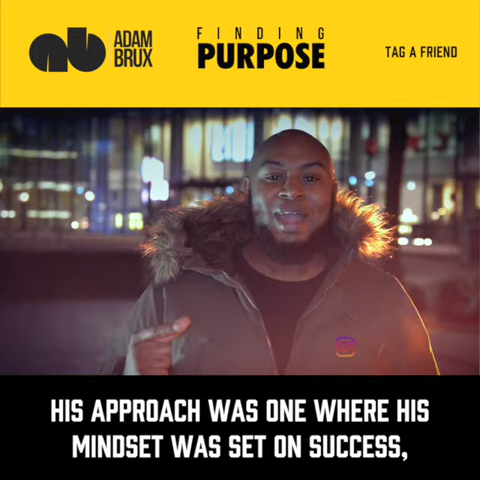 ADAM
BRUX
FINDING
PURPOSE
TAG A FRIEND
HIS APPROACH WAS ONE WHERE HIS
MINDSET WAS SET ON SUCCESS,